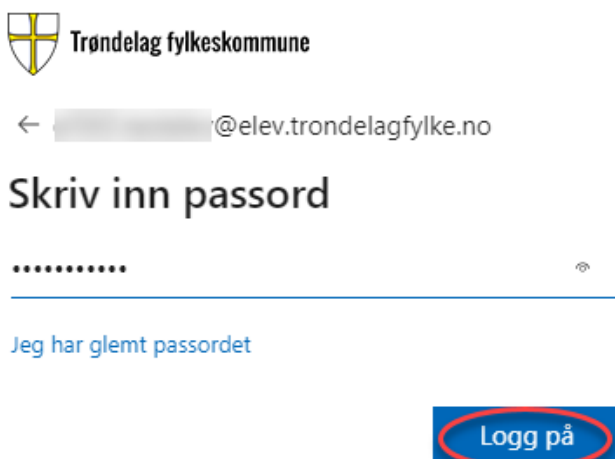 Trøndelag fylkeskommune
@elev.trondelagfylke.no
Skriv inn passord
Jeg har glemt passordet
Logg på